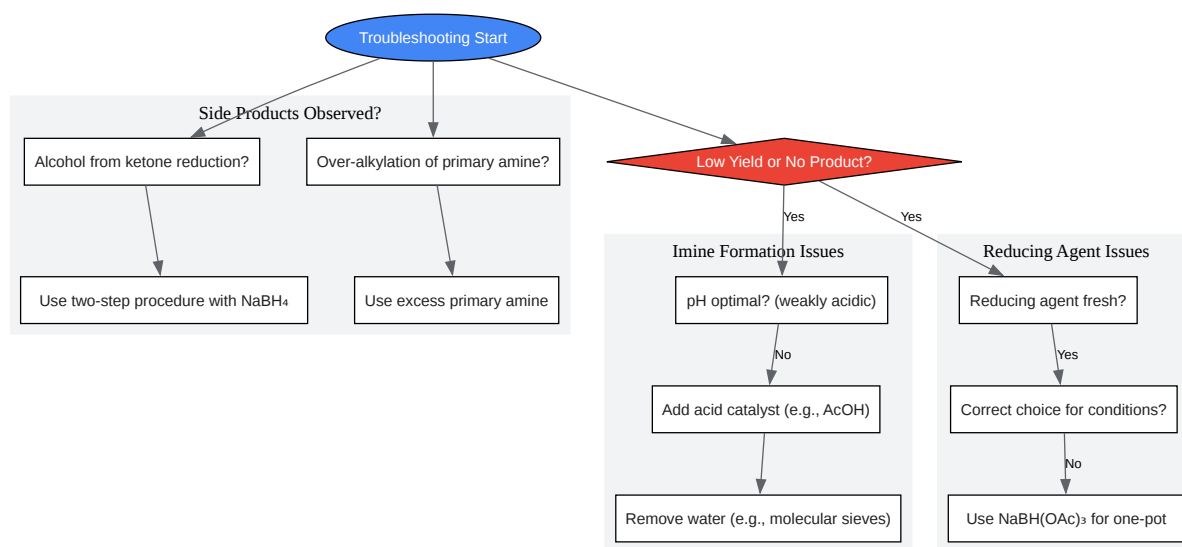 Troubleshooting Start
Side Products Observed?
Alcohol from ketone reduction?
Over-alkylation of primary amine?
Low Yield or No Product?
Yes
Yes
Imine Formation Issues
Reducing Agent Issues
Use two-step procedure with NaBH₄
Use excess primary amine
pH optimal? (weakly acidic)
Reducing agent fresh?
No
Yes
Add acid catalyst (e.g., AcOH)
Correct choice for conditions?
No
Remove water (e.g., molecular sieves)
Use NaBH(OAc)₃ for one-pot